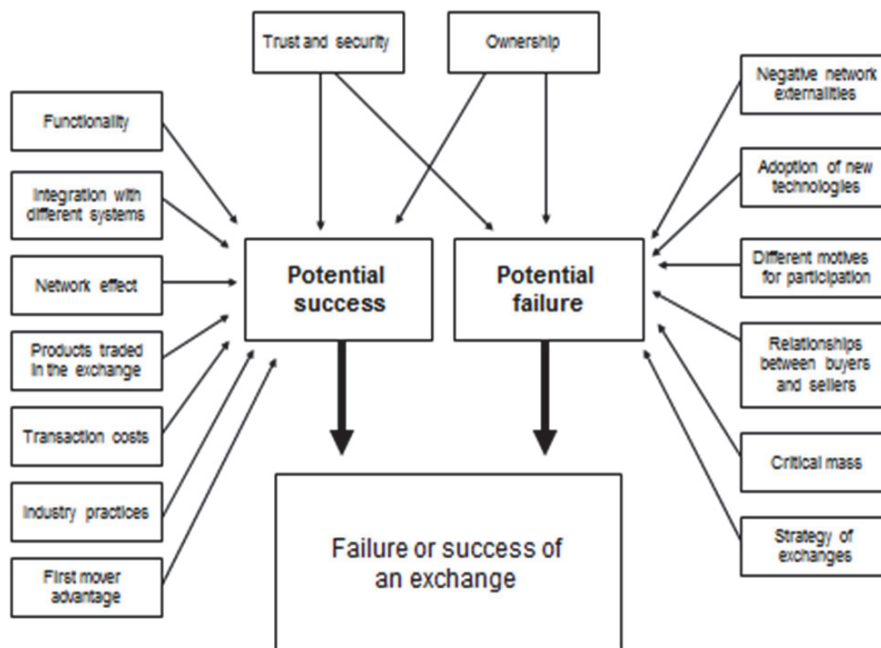 Trust and security
Ownership
Negative network
externalities
Functionality
Adoption of new
technologies
Integration with
different systems
Potential
success
Potential
failure
Different motives
for participation
Network effect
Products traded
in the exchange
Relationships
between buyers
and sellers
Transaction costs
Critical mass
Industry practices
Strategy of
exchanges
First mover
advantage
Failure or success of
an exchange